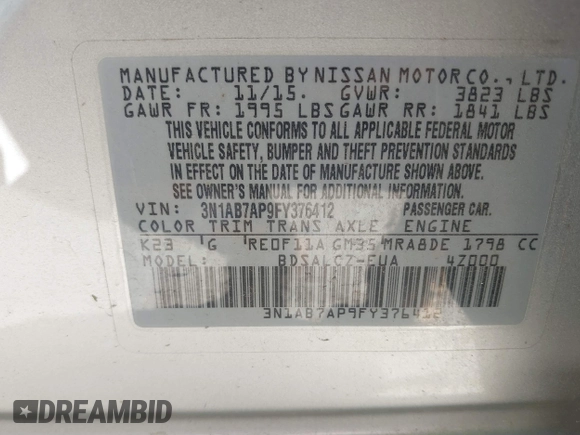 MANUFACTURED BY NISSAN MOTOR CO., LTD.
DATE: 11/15. GVWR: 3823 LBS
GAWR FR: 1995 LBS GAWR RR: 1841 LBS
THIS VEHICLE CONFORMS TO ALL APPLICABLE FEDERAL MOTOR
VEHICLE SAFETY, BUMPER AND THEFT PREVENTION STANDARDS
IN EFFECT ON THE DATE OF MANUFACTURE SHOWN ABOVE.
SEE OWNER'S MANUAL FOR ADDITIONAL INFORMATION.
VIN: 3N1AB7AP9FY376412 PASSENGER CAR.
COLOR TRIM TRANS AXLE ENGINE
K23 G RE0F11A GM35 MRA8DE 1798 CC
MODEL: BDSALCZ-EUA 4Z000
3N1AB7AP9FY376412
DREAMBID